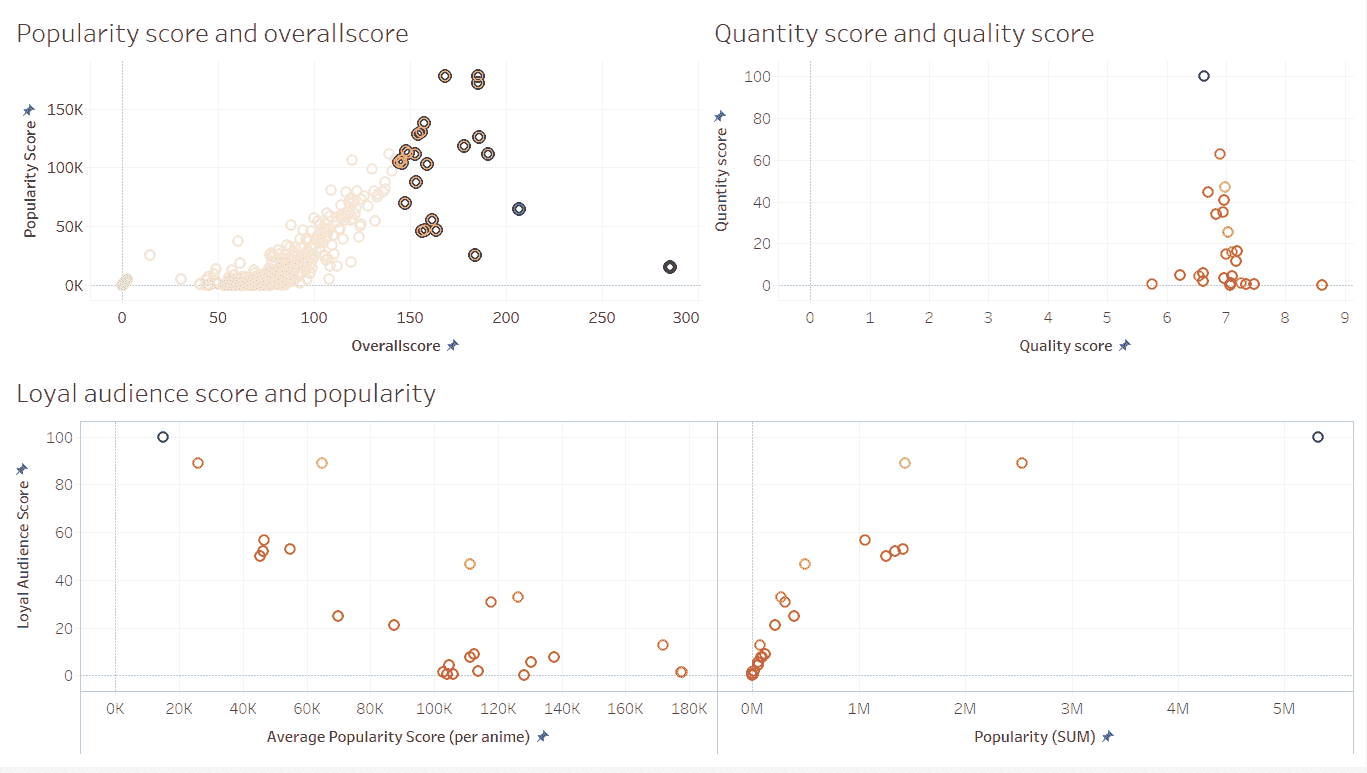 Popularity score and overallscore
Popularity Score
150K
100K
50K
0K
0 50 100 150 200 250 300
Overallscore
Quantity score and quality score
Quantity score
100
80
60
40
20
0
0 1 2 3 4 5 6 7 8 9
Quality score
Loyal audience score and popularity
Loyal Audience Score
100
80
60
40
20
0
0K 20K 40K 60K 80K 100K 120K 140K 160K 180K
Average Popularity Score (per anime)
0M 1M 2M 3M 4M 5M
Popularity (SUM)